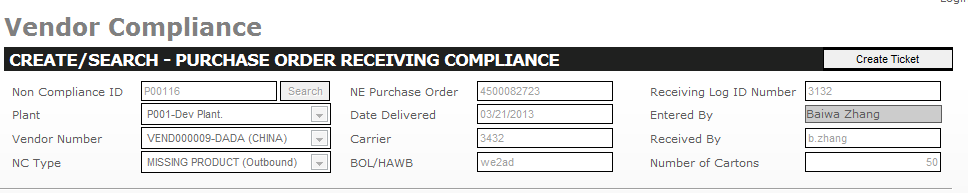 Vendor Compliance
CREATE/SEARCH - PURCHASE ORDER RECEIVING COMPLIANCE Create Ticket
Non Compliance ID P00116 Search NE Purchase Order 4500082723 Receiving Log ID Number 3132
Plant P001-Dev Plant. Date Delivered 03/21/2013 Entered By Baiwa Zhang
Vendor Number VEND000009-DADA (CHINA) Carrier 3432 Received By b.zhang
NC Type MISSING PRODUCT (Outbound) BOL/HAWB we2ad Number of Cartons 50